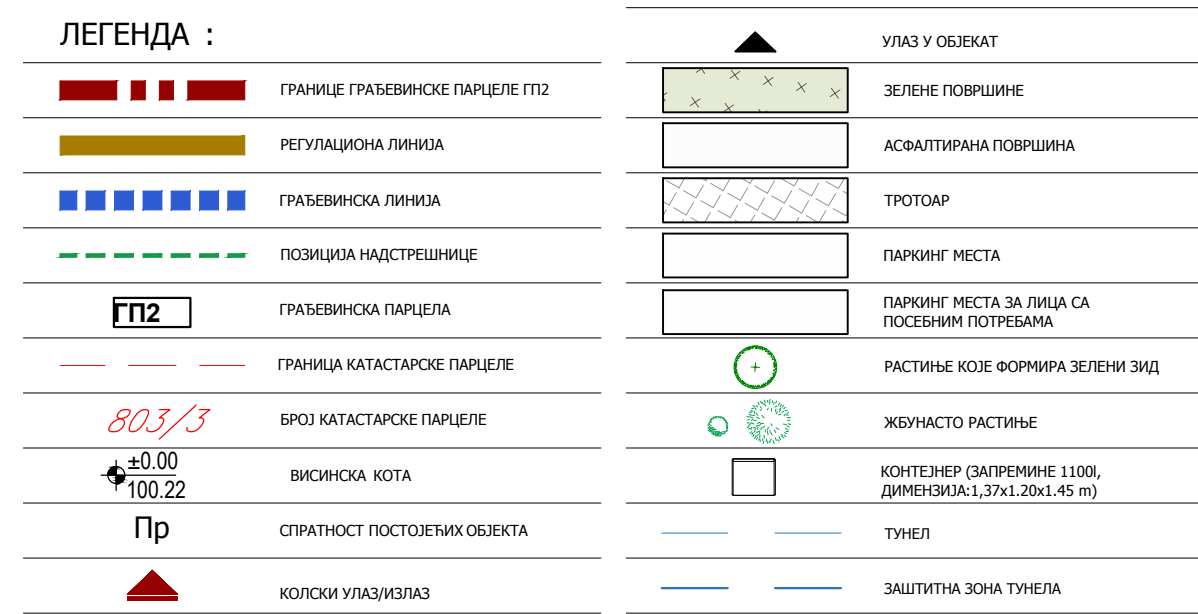 ЛЕГЕНДА :
ГРАНИЦЕ ГРАЂЕВИНСКЕ ПАРЦЕЛЕ ГП2
РЕГУЛАЦИОНА ЛИНИЈА
ГРАЂЕВИНСКА ЛИНИЈА
ПОЗИЦИЈА НАДСТРЕШНИЦЕ
ГП2
ГРАЂЕВИНСКА ПАРЦЕЛА
ГРАНИЦА КАТАСТАРСКЕ ПАРЦЕЛЕ
803/3
БРОЈ КАТАСТАРСКЕ ПАРЦЕЛЕ
±0.00
100.22
ВИСИНСКА КОТА
Пр
СПРАТНОСТ ПОСТОЈЕЋИХ ОБЈЕКТА
КОЛСКИ УЛАЗ/ИЗЛАЗ
УЛАЗ У ОБЈЕКАТ
ЗЕЛЕНЕ ПОВРШИНЕ
АСФАЛТИРАНА ПОВРШИНА
ТРОТОАР
ПАРКИНГ МЕСТА
ПАРКИНГ МЕСТА ЗА ЛИЦА СА
ПОСЕБНИМ ПОТРЕБАМА
РАСТИЊЕ КОЈЕ ФОРМИРА ЗЕЛЕНИ ЗИД
ЖБУНАСТО РАСТИЊЕ
КОНТЕЈНЕР (ЗАПРЕМИНЕ 1100l,
ДИМЕНЗИЈА:1,37x1.20x1.45 m)
ТУНЕЛ
ЗАШТИТНА ЗОНА ТУНЕЛА